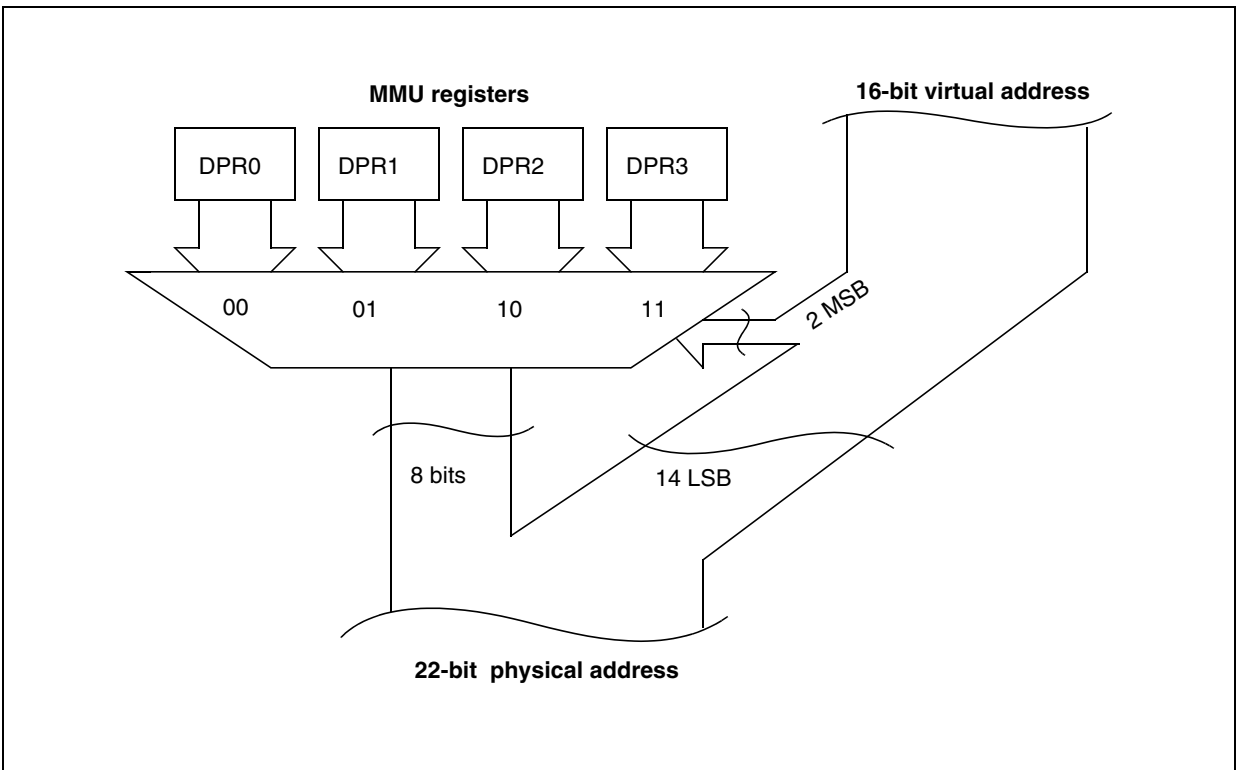 MMU registers
16-bit virtual address
DPR0
DPR1
DPR2
DPR3
00
01
10
11
2 MSB
8 bits
14 LSB
22-bit physical address